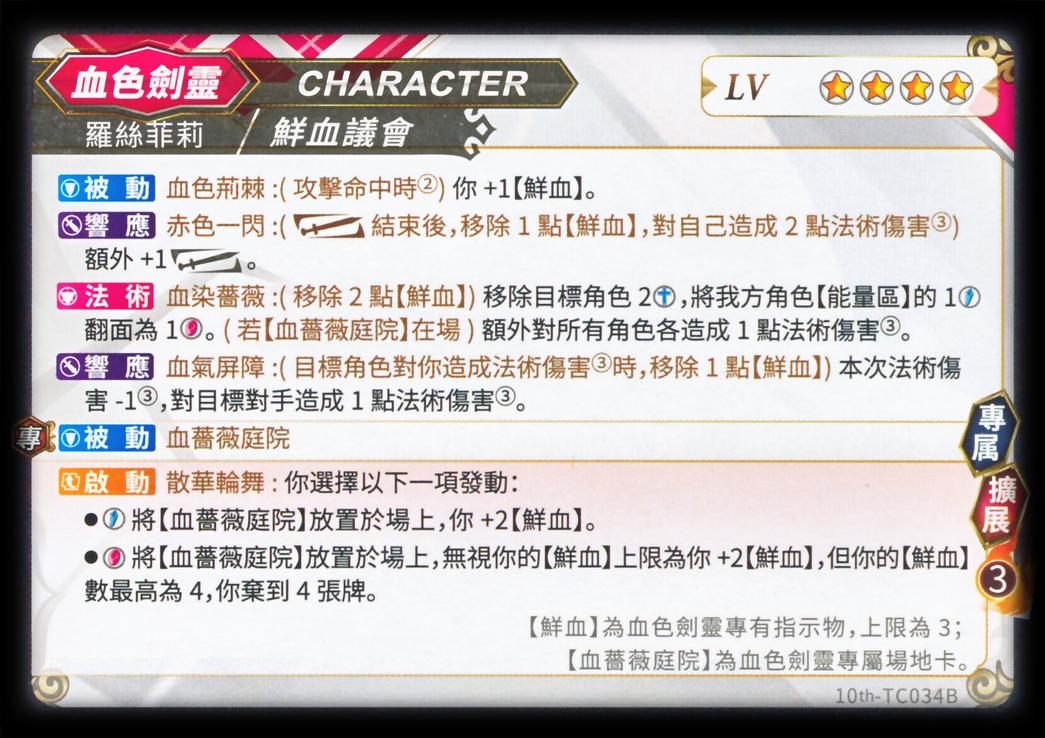 血色劍靈 CHARACTER LV
羅絲菲莉 / 鮮血議會
被動 血色荊棘:(攻擊命中時②)你+1【鮮血】。
響應 赤色一閃:(結束後,移除1點【鮮血】,對自己造成2點法術傷害③)
額外+1。
法術 血染薔薇:(移除2點【鮮血】)移除目標角色2,將我方角色【能量區】的1
翻面為1。(若【血薔薇庭院】在場)額外對所有角色各造成1點法術傷害③。
響應 血氣屏障:(目標角色對你造成法術傷害③時,移除1點【鮮血】)本次法術傷
害-1③,對目標對手造成1點法術傷害③。
專 被動 血薔薇庭院
專属
啟動 散華輪舞:你選擇以下一項發動:
擴展
●將【血薔薇庭院】放置於場上,你+2【鮮血】。
●將【血薔薇庭院】放置於場上,無視你的【鮮血】上限為你+2【鮮血】,但你的【鮮血】
3
數最高為4,你棄到4張牌。
【鮮血】為血色劍靈專有指示物,上限為3;
【血薔薇庭院】為血色劍靈專屬場地卡。
10th-TC034B